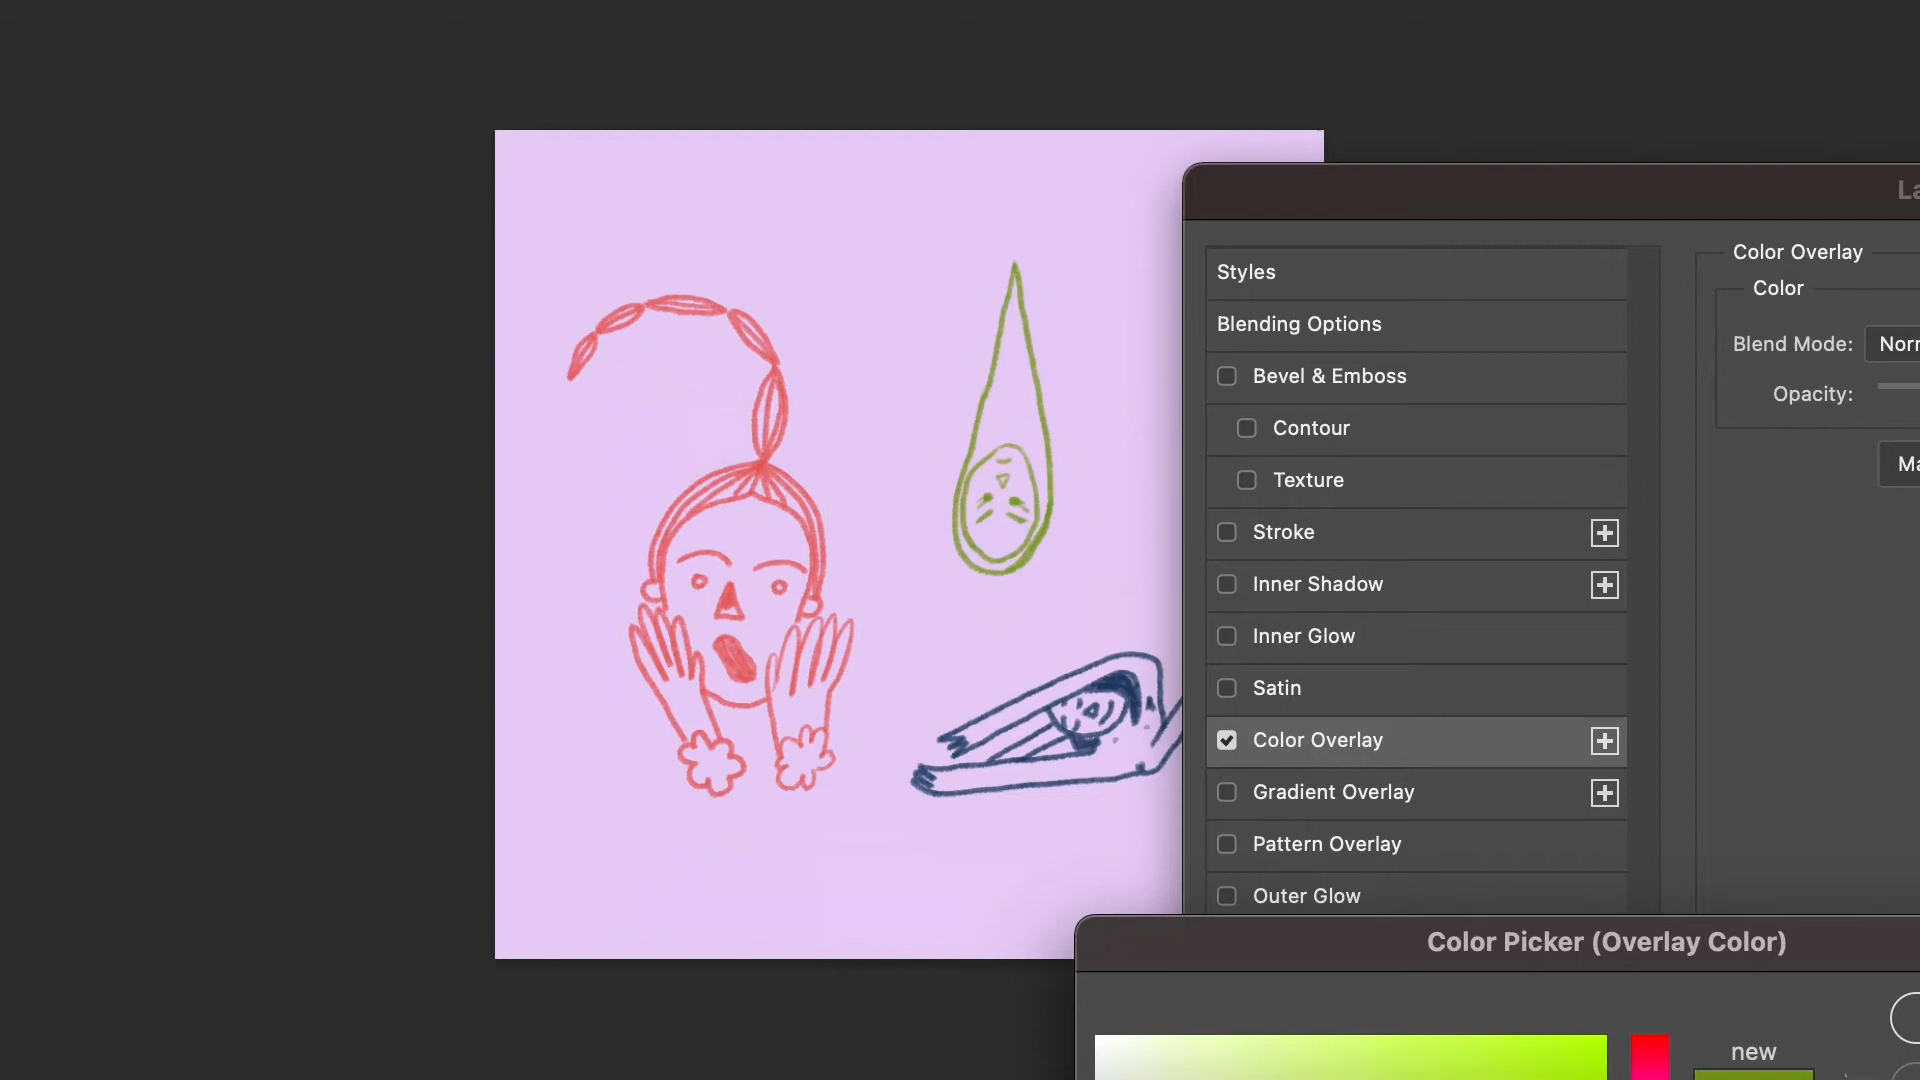 Styles
Blending Options
Bevel & Emboss
Contour
Texture
Stroke
Inner Shadow
Inner Glow
Satin
Color Overlay
Gradient Overlay
Pattern Overlay
Outer Glow
Color Overlay
Color
Blend Mode:
Opacity:
Color Picker (Overlay Color)
new